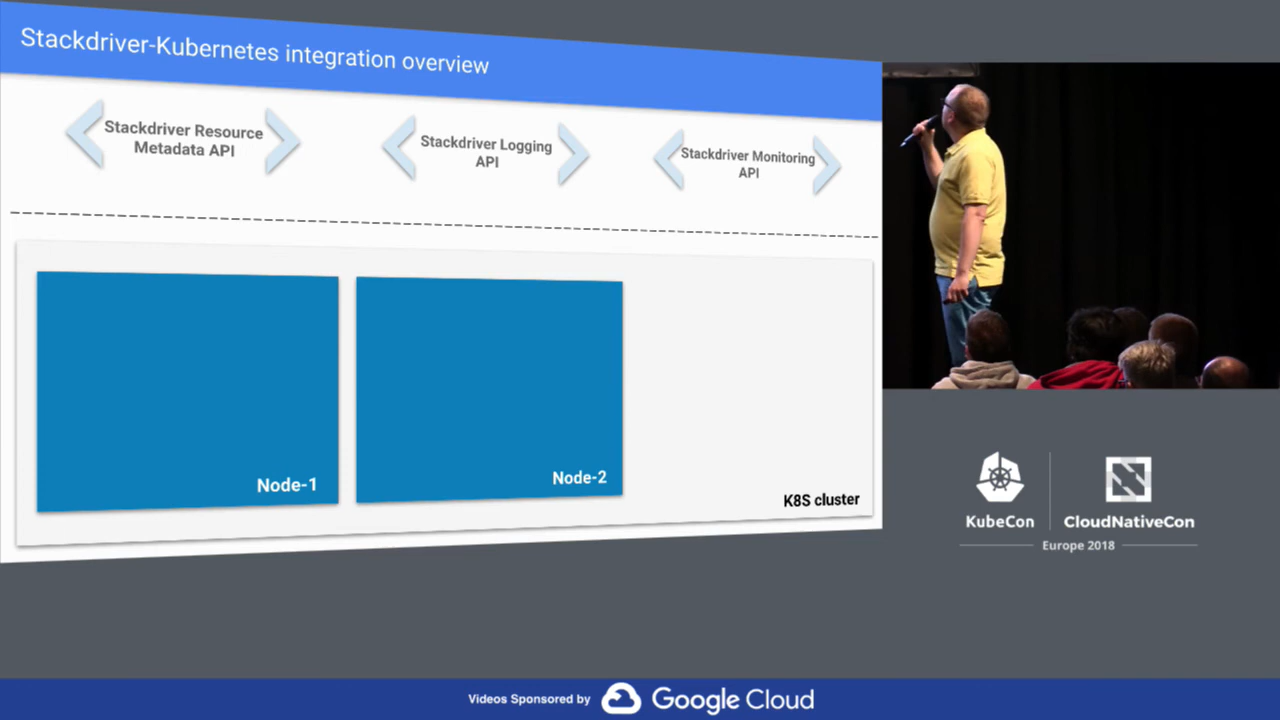 Stackdriver-Kubernetes integration overview
Stackdriver Resource
Metadata API
Stackdriver Logging
API
Stackdriver Monitoring
API
Node-1
Node-2
K8S cluster
KubeCon
CloudNativeCon
Europe 2018
Videos Sponsored by
Google Cloud